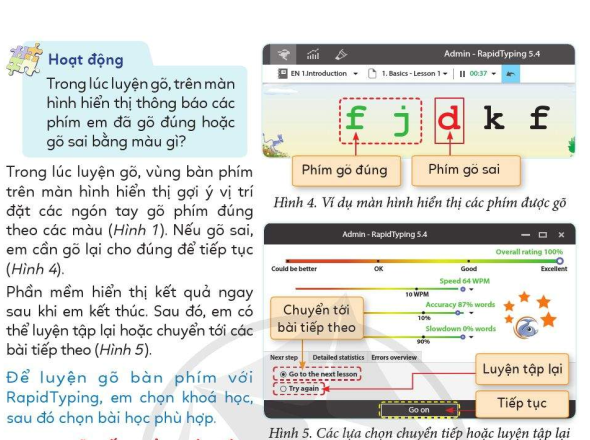 Hoạt động
Trong lúc luyện gõ, trên màn
hình hiển thị thông báo các
phím em đã gõ đúng hoặc
gõ sai bằng màu gì?
Trong lúc luyện gõ, vùng bàn phím
trên màn hình hiển thị gợi ý vị trí
đặt các ngón tay gõ phím đúng
theo các màu (Hình 1). Nếu gõ sai,
em cần gõ lại cho đúng để tiếp tục
(Hình 4).
Phần mềm hiển thị kết quả ngay
sau khi em kết thúc. Sau đó, em có
thể luyện tập lại hoặc chuyển tới các
bài tiếp theo (Hình 5).
Để luyện gõ bàn phím với
RapidTyping, em chọn khoá học,
sau đó chọn bài học phù hợp.
Admin - RapidTyping 5.4
EN 1.Introduction
1. Basics - Lesson 1
00:37
f j d k f
Phím gõ đúng
Phím gõ sai
Hình 4. Ví dụ màn hình hiển thị các phím được gõ
Admin - RapidTyping 5.4
Overall rating 100%
Could be better OK Good Excellent
Speed 64 WPM
10 WPM
Accuracy 87% words
10%
Slowdown 0% words
90%
Chuyển tới
bài tiếp theo
Next step Detailed statistics Errors overview
Go to the next lesson
Try again
Luyện tập lại
Go on
Tiếp tục
Hình 5. Các lựa chọn chuyển tiếp hoặc luyện tập lại